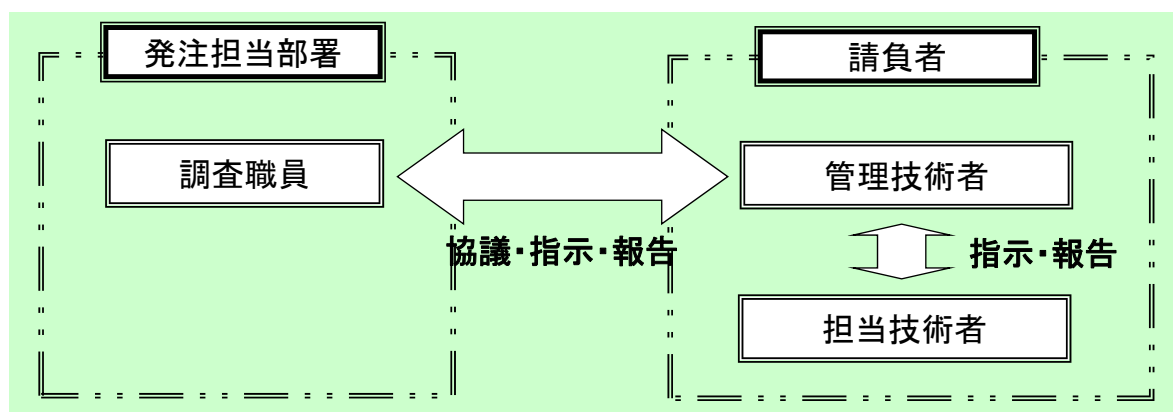 発注担当部署
請負者
調査職員
管理技術者
協議・指示・報告
指示・報告
担当技術者